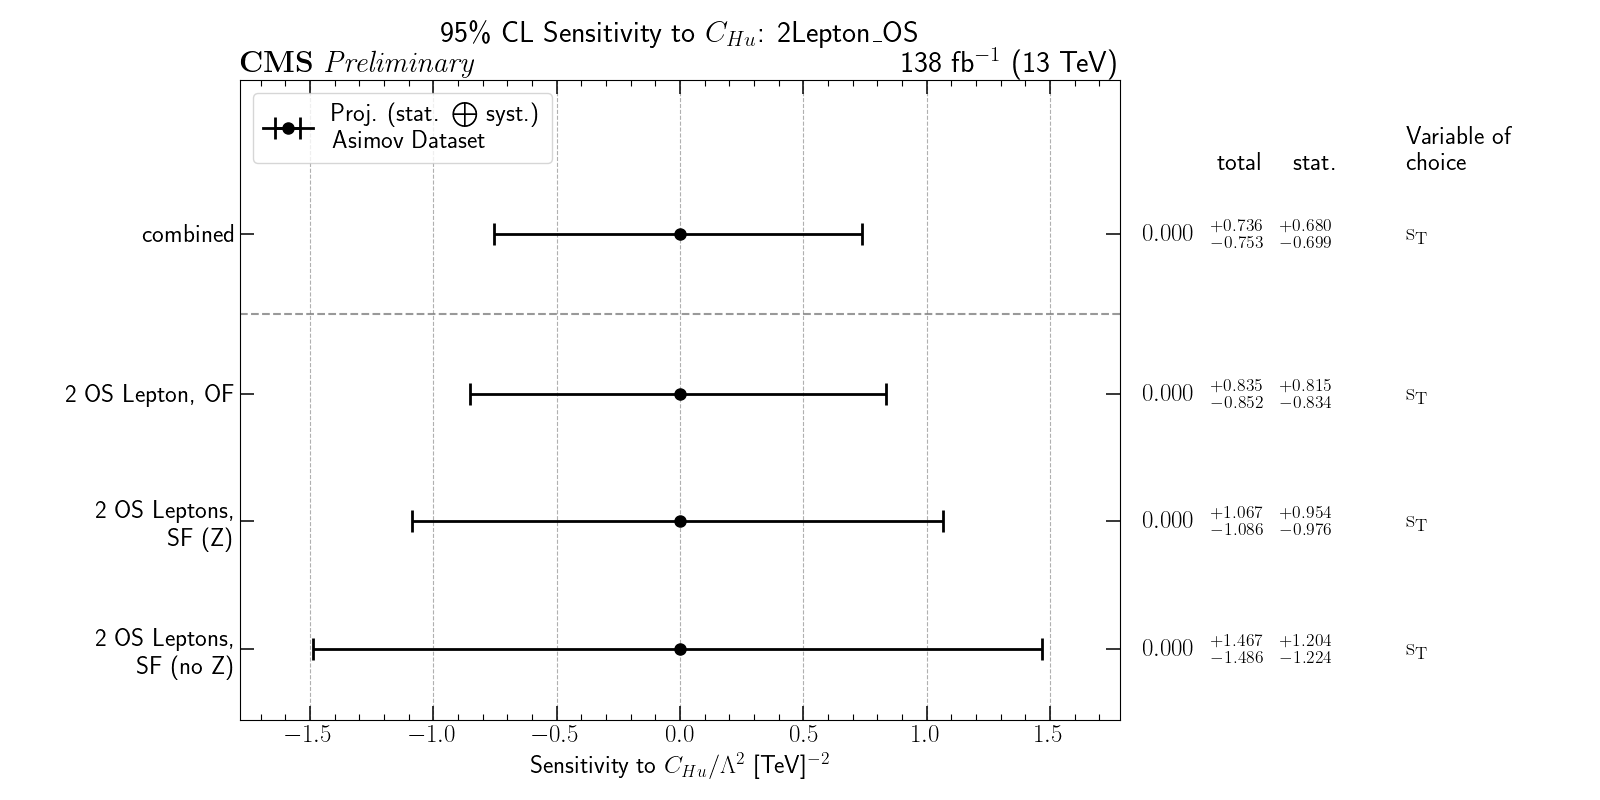 95% CL Sensitivity to C_{Hu}: 2Lepton_OS
CMS Preliminary 138 fb⁻¹ (13 TeV)
Proj. (stat. ⊕ syst.)
Asimov Dataset
Variable of
total stat. choice
combined 0.000 +0.736 −0.753 +0.680 −0.699 s_T
2 OS Lepton, OF 0.000 +0.835 −0.852 +0.815 −0.834 s_T
2 OS Leptons,
SF (Z) 0.000 +1.067 −1.086 +0.954 −0.976 s_T
2 OS Leptons,
SF (no Z) 0.000 +1.467 −1.486 +1.204 −1.224 s_T
−1.5 −1.0 −0.5 0.0 0.5 1.0 1.5
Sensitivity to C_{Hu}/Λ² [TeV]⁻²